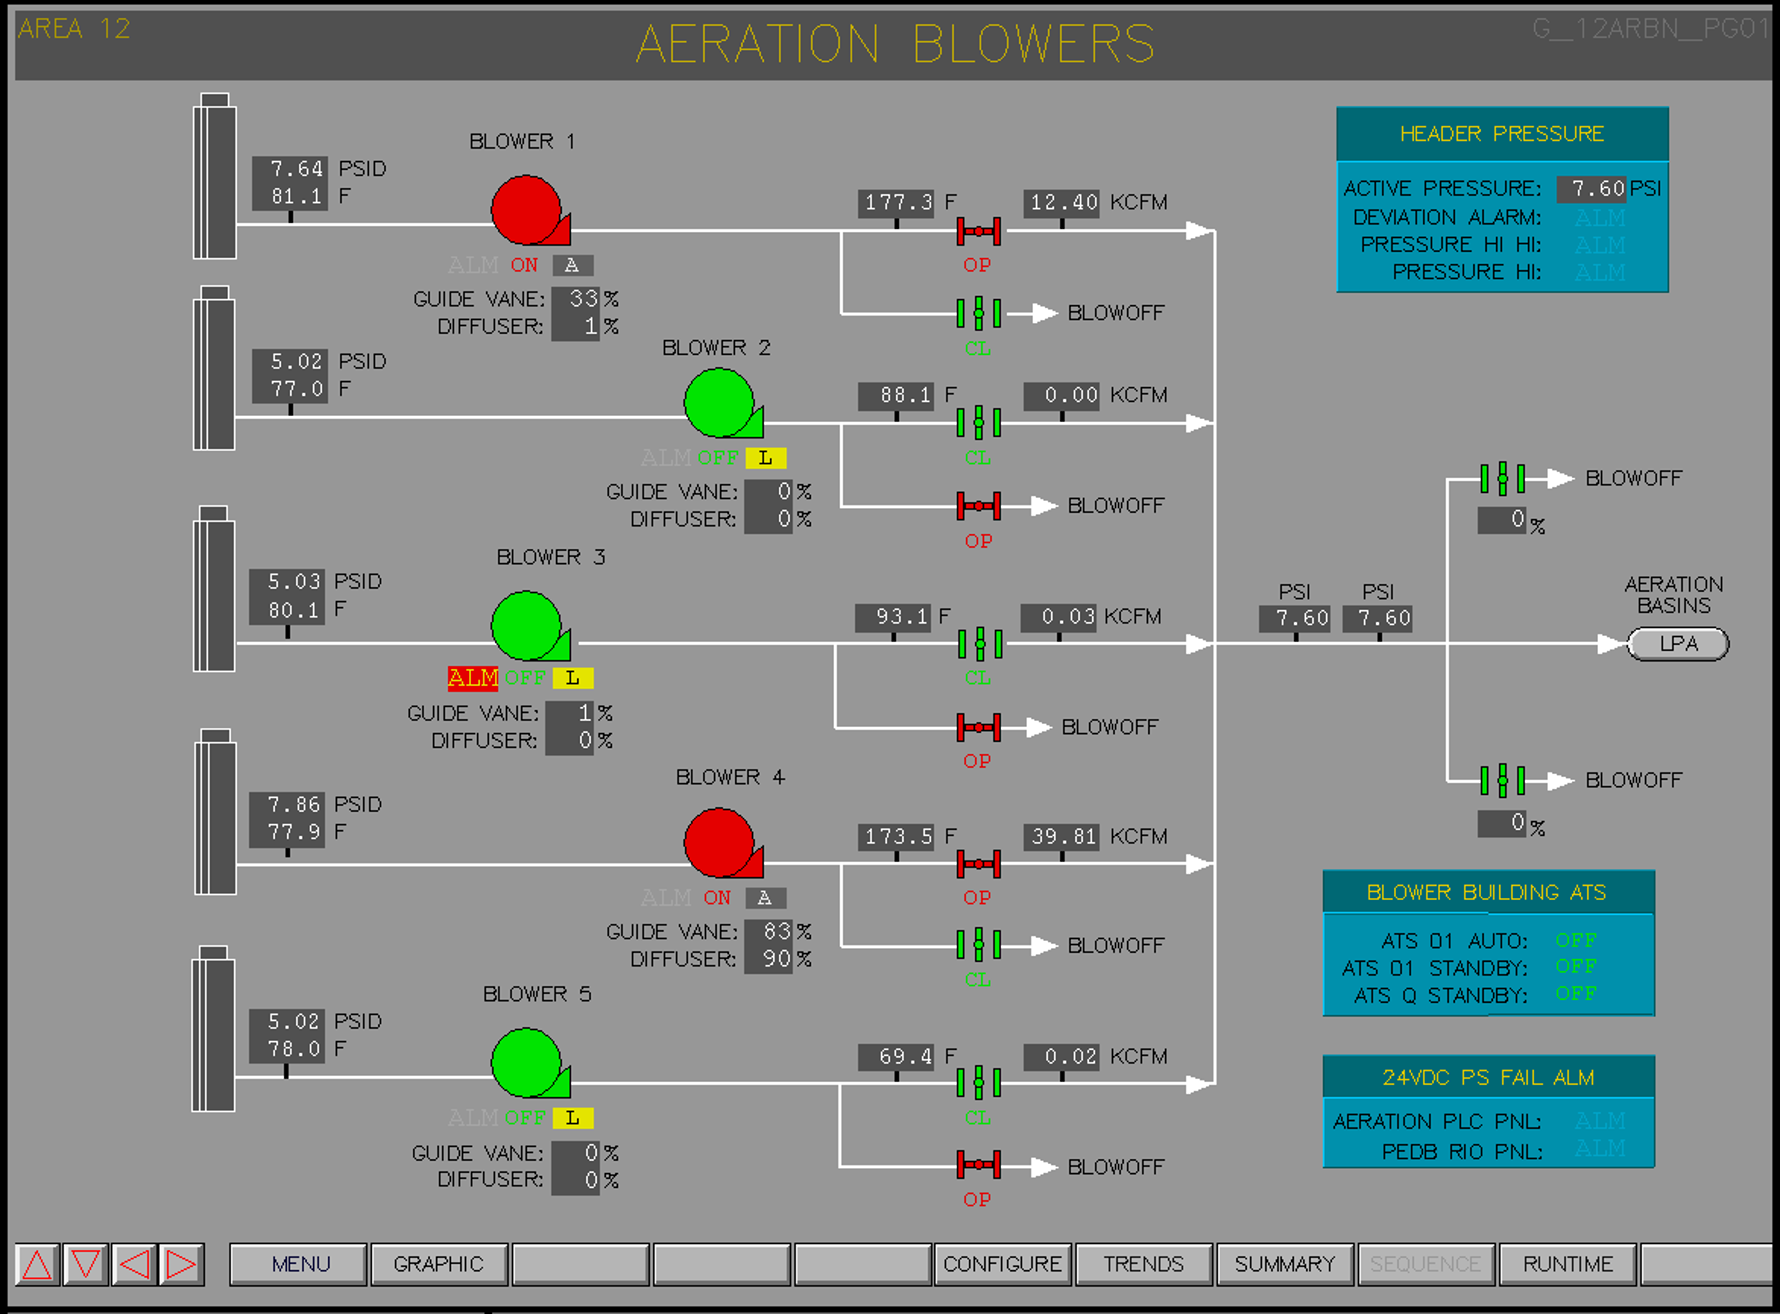 AREA 12
AERATION BLOWERS
G_12ARBN_PG01
BLOWER 1
7.64 PSID
81.1 F
ALM ON A
GUIDE VANE: 33 %
DIFFUSER: 1 %
177.3 F
12.40 KCFM
OP
BLOWOFF
CL
HEADER PRESSURE
ACTIVE PRESSURE: 7.60 PSI
DEVIATION ALARM: ALM
PRESSURE HI HI: ALM
PRESSURE HI: ALM
BLOWER 2
5.02 PSID
77.0 F
ALM OFF L
GUIDE VANE: 0 %
DIFFUSER: 0 %
88.1 F
0.00 KCFM
CL
BLOWOFF
OP
BLOWER 3
5.03 PSID
80.1 F
ALM OFF L
GUIDE VANE: 1 %
DIFFUSER: 0 %
93.1 F
0.03 KCFM
CL
BLOWOFF
OP
PSI
7.60
PSI
7.60
BLOWOFF
0 %
AERATION
BASINS
LPA
BLOWOFF
0 %
BLOWER 4
7.86 PSID
77.9 F
ALM ON A
GUIDE VANE: 83 %
DIFFUSER: 90 %
173.5 F
39.81 KCFM
OP
BLOWOFF
CL
BLOWER BUILDING ATS
ATS 01 AUTO: OFF
ATS 01 STANDBY: OFF
ATS Q STANDBY: OFF
BLOWER 5
5.02 PSID
78.0 F
ALM OFF L
GUIDE VANE: 0 %
DIFFUSER: 0 %
69.4 F
0.02 KCFM
CL
BLOWOFF
OP
24VDC PS FAIL ALM
AERATION PLC PNL: ALM
PEDB RIO PNL: ALM
MENU
GRAPHIC
CONFIGURE
TRENDS
SUMMARY
SEQUENCE
RUNTIME